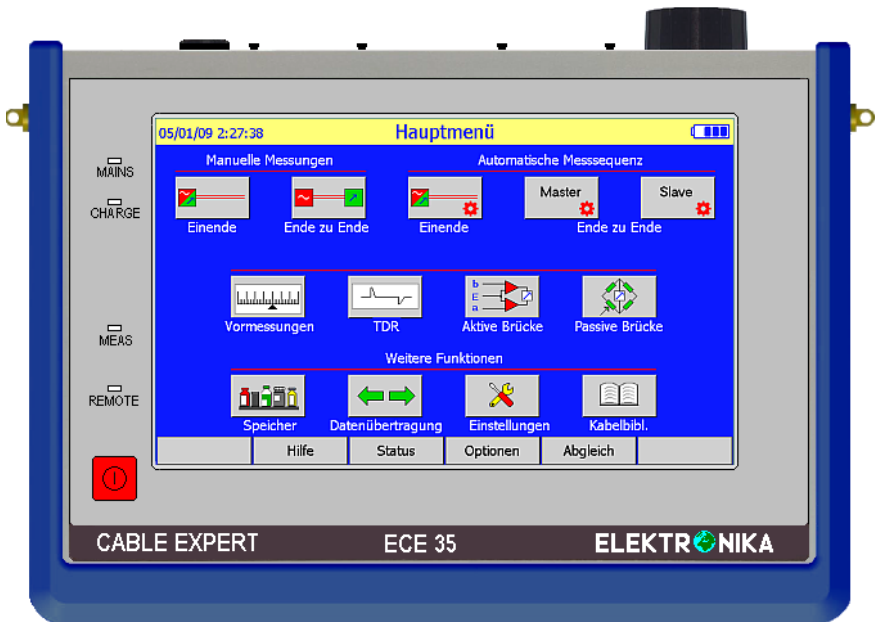 05/01/09 2:27:38 Hauptmenü
Manuelle Messungen Automatische Messsequenz
MAINS
Master Slave
CHARGE
Einende Ende zu Ende Einende Ende zu Ende
b
E
a
Vormessungen TDR Aktive Brücke Passive Brücke
MEAS
Weitere Funktionen
REMOTE
Speicher Datenübertragung Einstellungen Kabelbibl.
Hilfe Status Optionen Abgleich
CABLE EXPERT ECE 35 ELEKTRONIKA